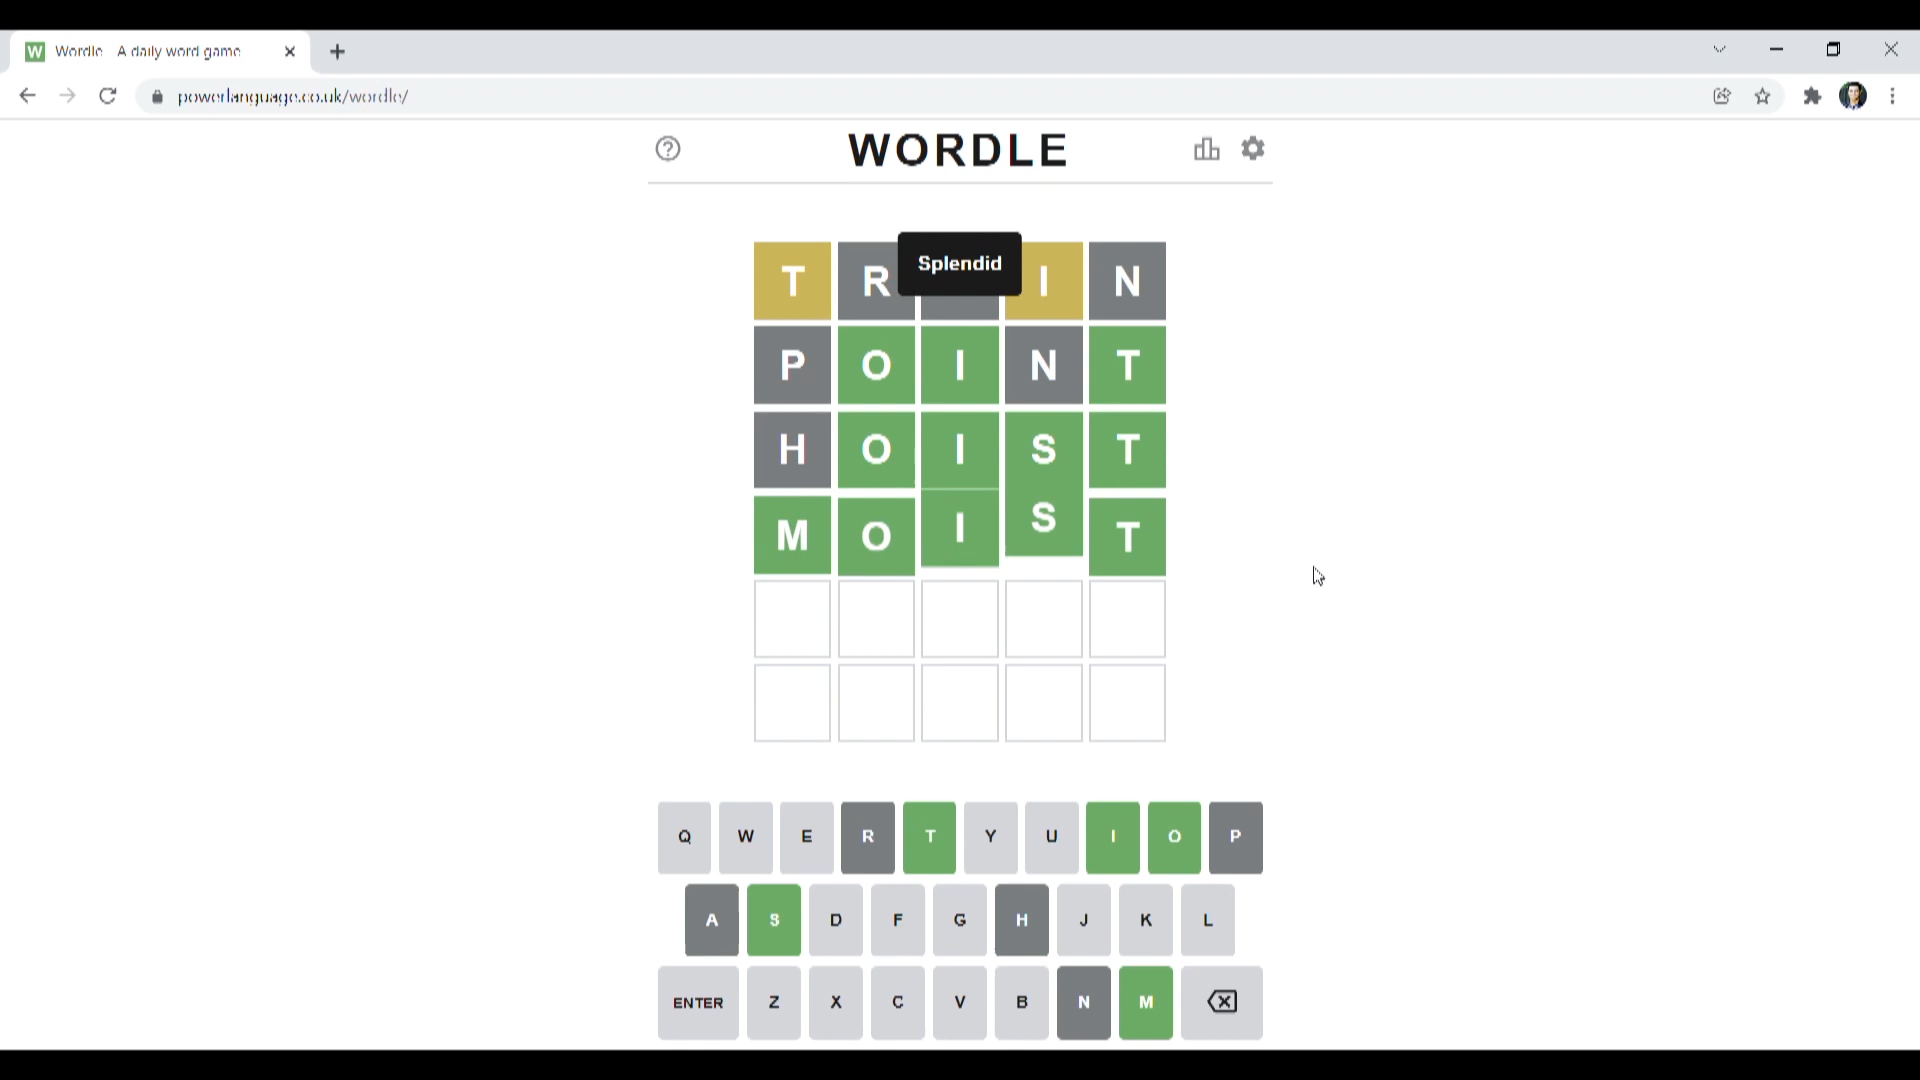 W Wordle A daily word game
powerlanguage.co.uk/wordle/
WORDLE
Splendid
T R I N
P O I N T
H O I S T
M O I S T
Q W E R T Y U I O P
A S D F G H J K L
ENTER Z X C V B N M